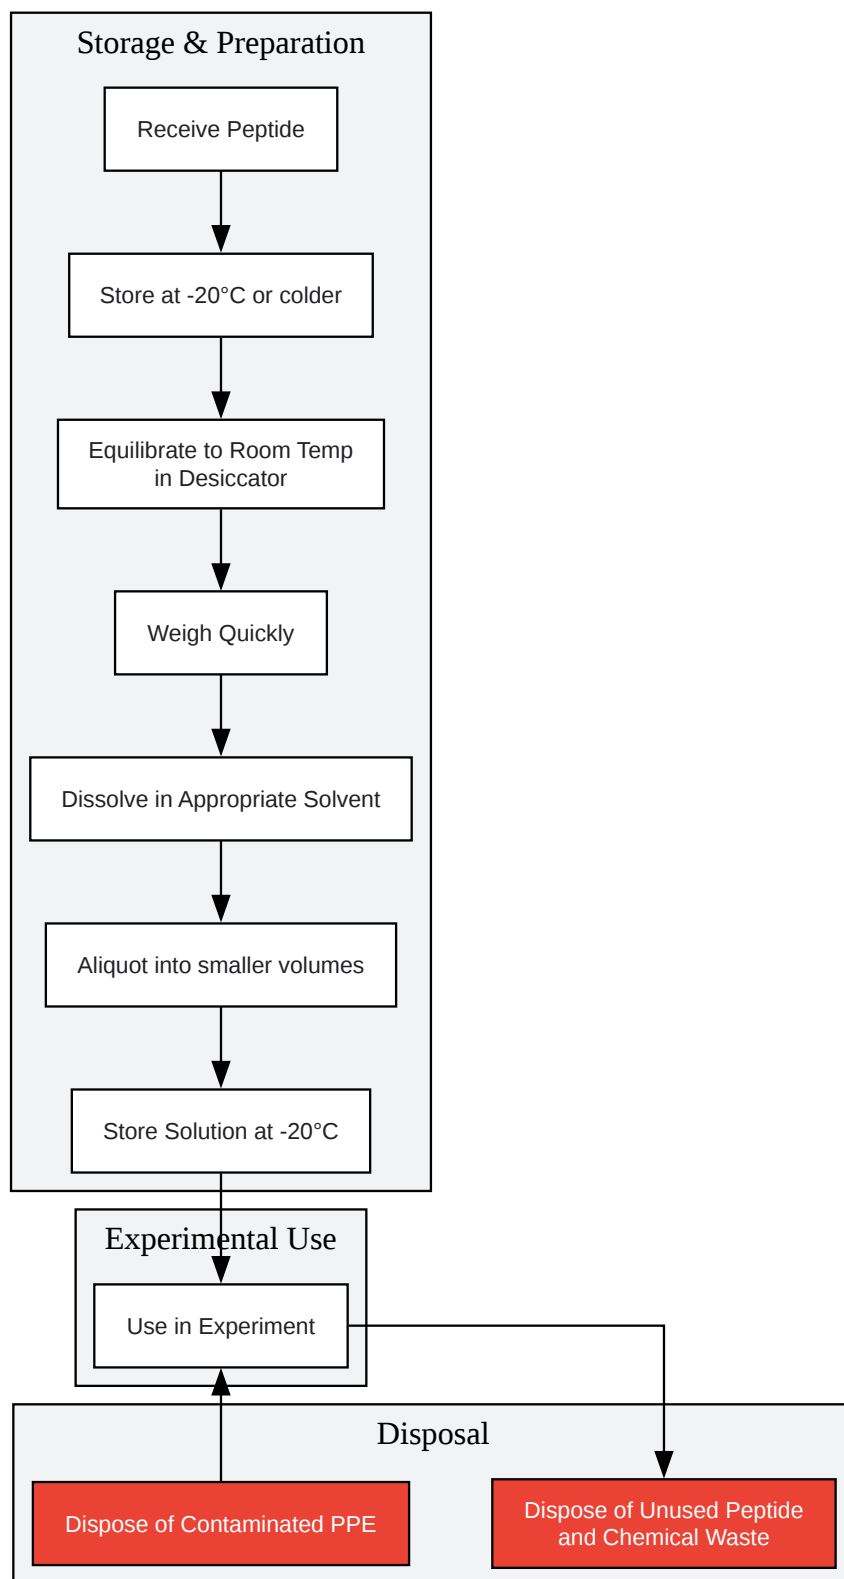 Storage & Preparation
Receive Peptide
Store at -20°C or colder
Equilibrate to Room Temp
in Desiccator
Weigh Quickly
Dissolve in Appropriate Solvent
Aliquot into smaller volumes
Store Solution at -20°C
Experimental Use
Use in Experiment
Disposal
Dispose of Contaminated PPE
Dispose of Unused Peptide
and Chemical Waste